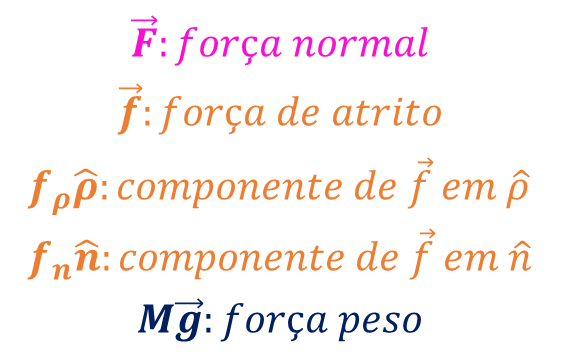 F⃗: força normal
f⃗: força de atrito
f_ρ ρ̂: componente de f⃗ em ρ̂
f_n n̂: componente de f⃗ em n̂
Mg⃗: força peso